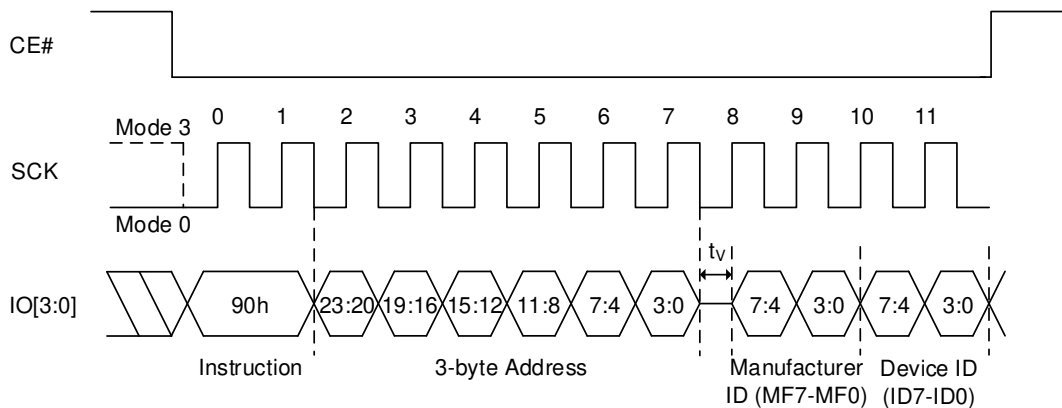 CE#
0 1 2 3 4 5 6 7 8 9 10 11
Mode 3
SCK
Mode 0
tV
IO[3:0] 90h 23:20 19:16 15:12 11:8 7:4 3:0 7:4 3:0 7:4 3:0
Instruction 3-byte Address Manufacturer Device ID
ID (MF7-MF0) (ID7-ID0)